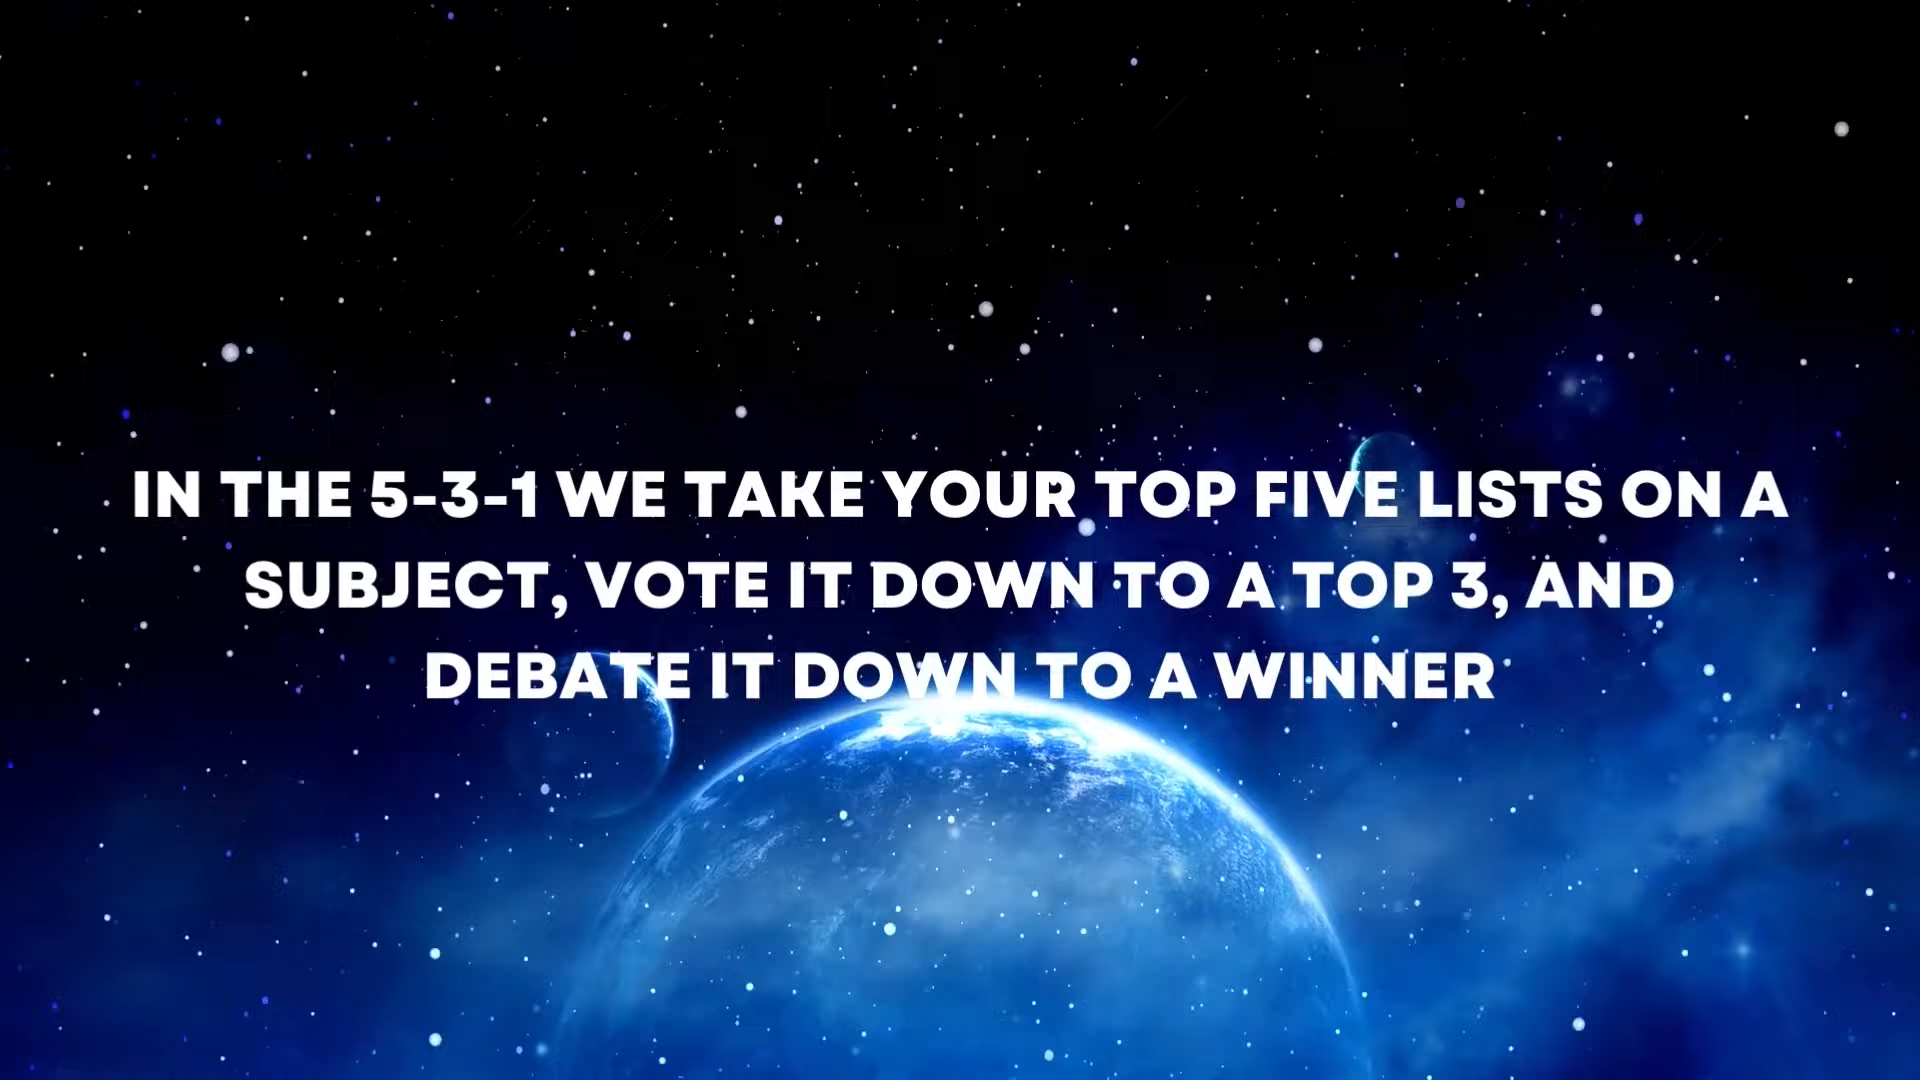 IN THE 5-3-1 WE TAKE YOUR TOP FIVE LISTS ON A
SUBJECT, VOTE IT DOWN TO A TOP 3, AND
DEBATE IT DOWN TO A WINNER